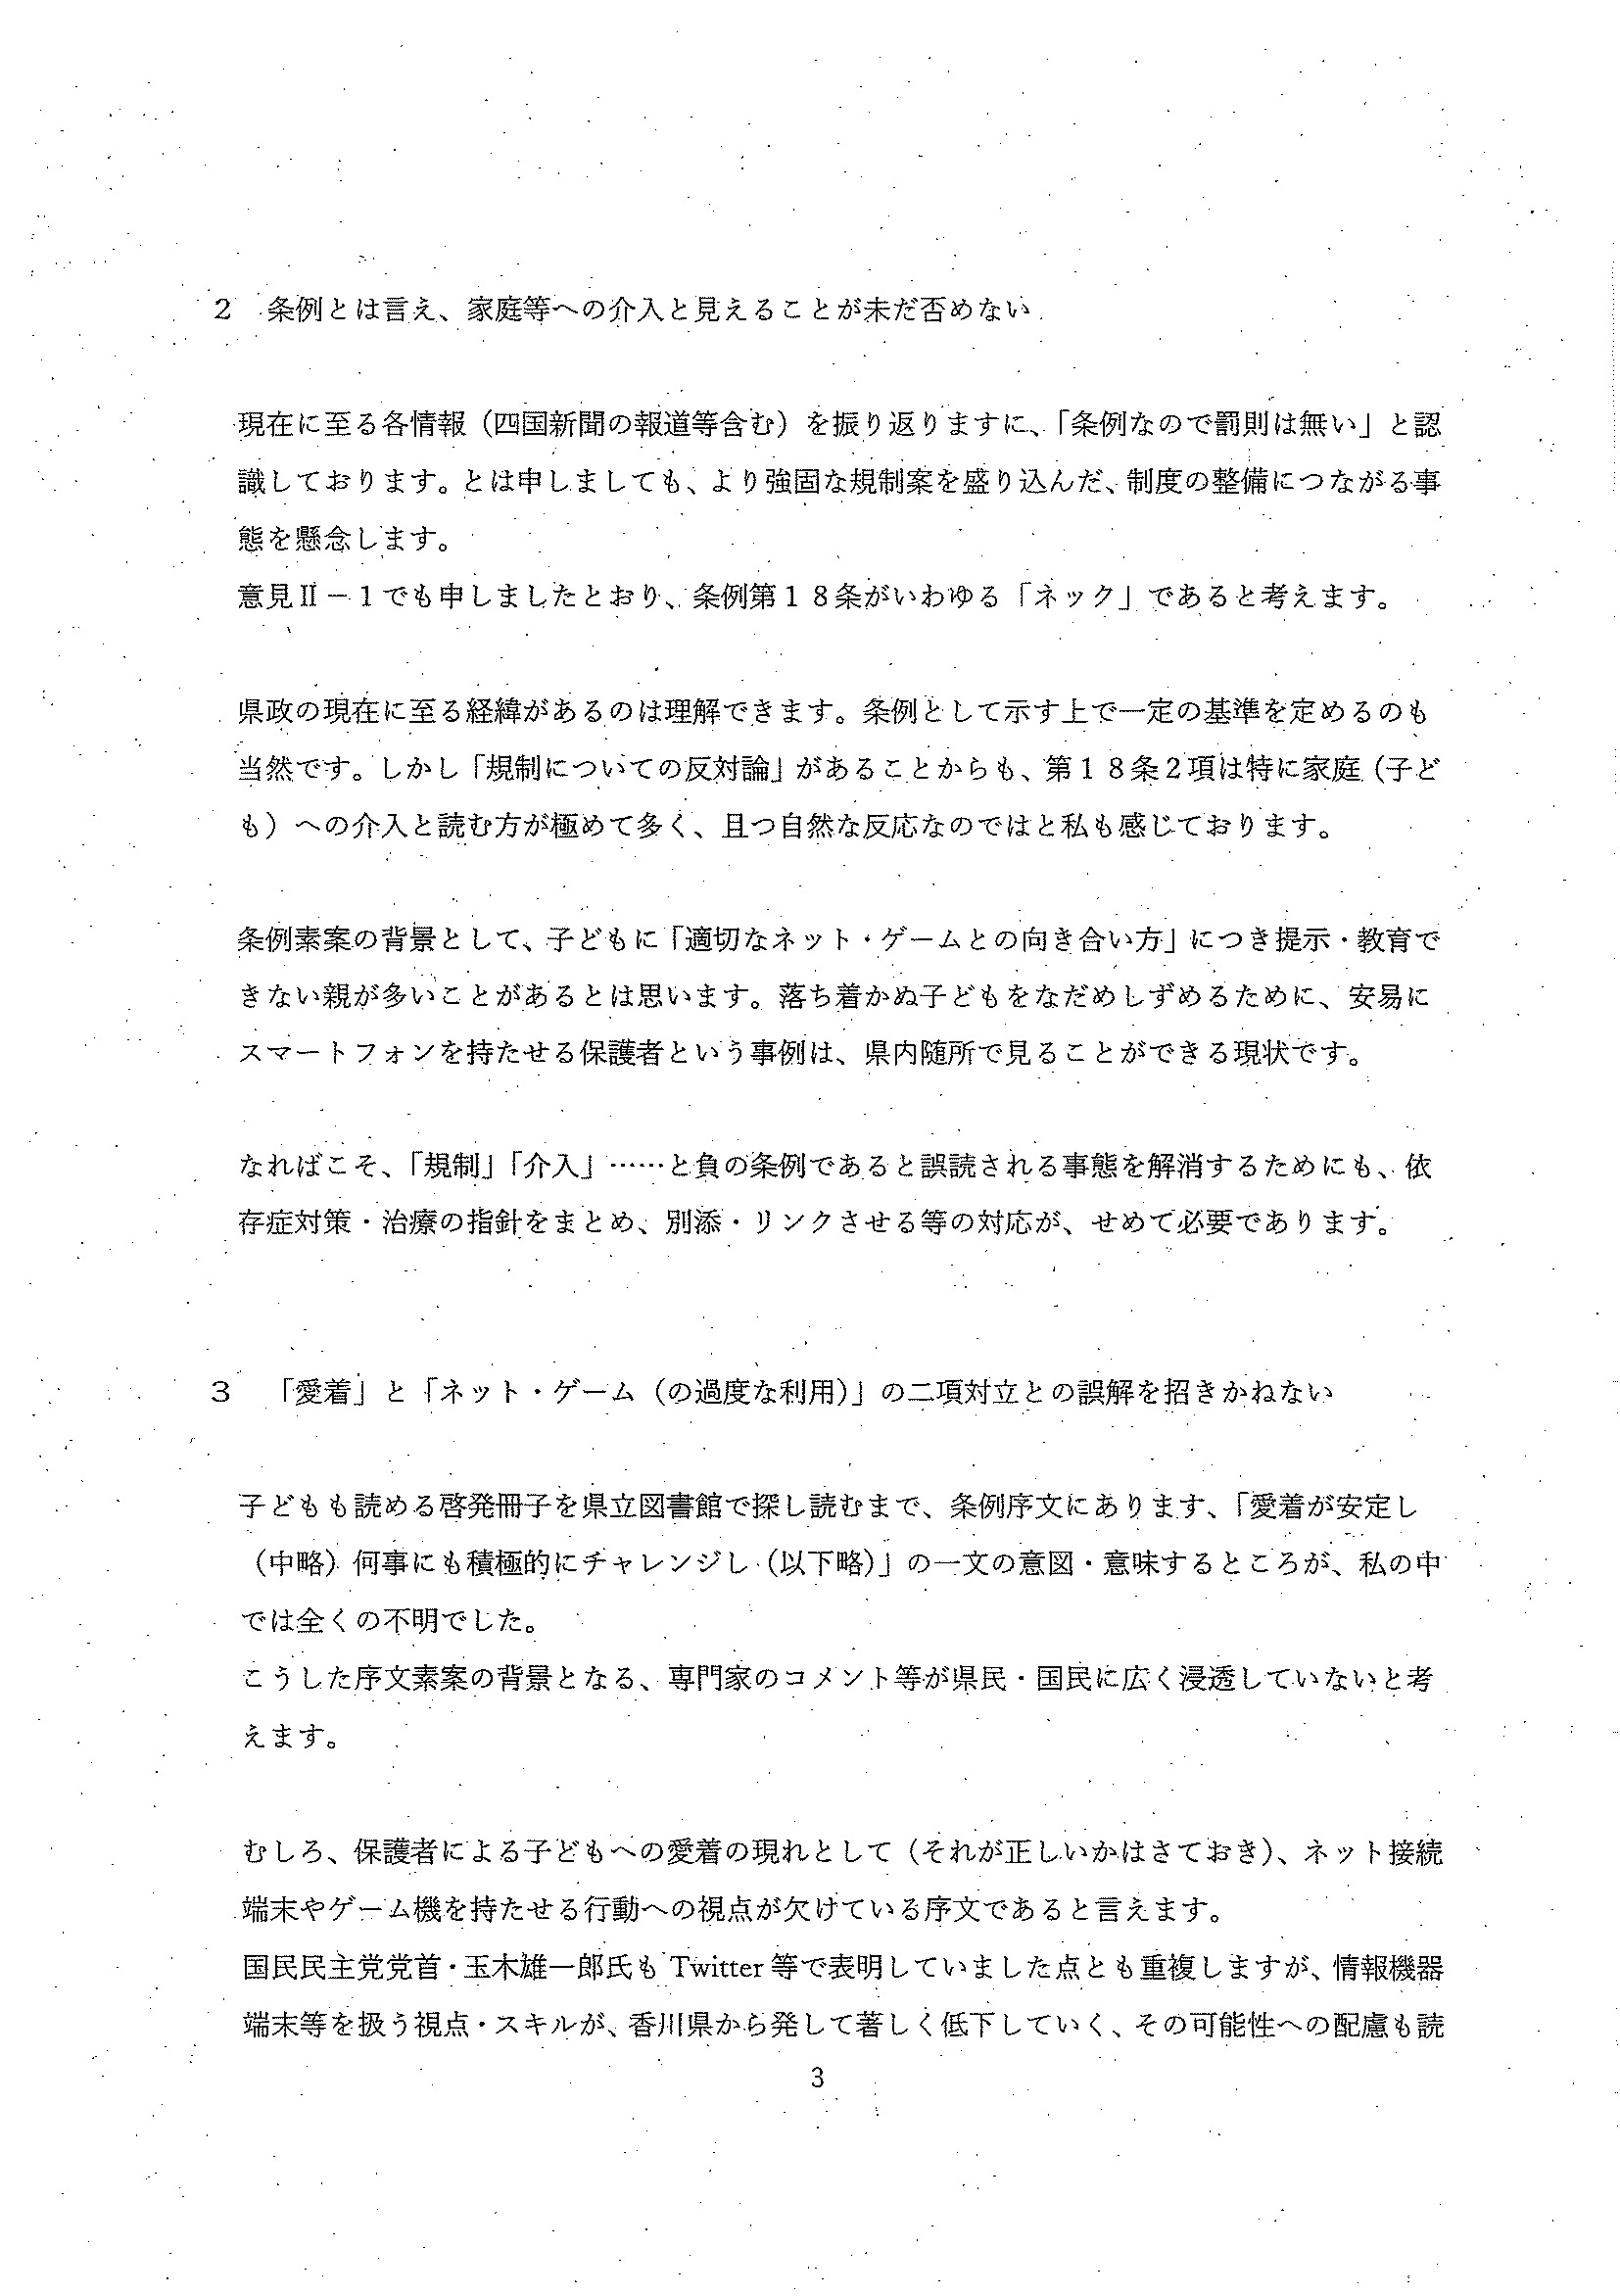 2　条例とは言え、家庭等への介入と見えることが未だ否めない
現在に至る各情報（四国新聞の報道等含む）を振り返りますに、「条例なので罰則は無い」と認
識しております。とは申しましても、より強固な規制案を盛り込んだ、制度の整備につながる事
態を懸念します。
意見Ⅱ－１でも申しましたとおり、条例第１８条がいわゆる「ネック」であると考えます。
県政の現在に至る経緯があるのは理解できます。条例として示す上で一定の基準を定めるのも
当然です。しかし「規制についての反対論」があることからも、第１８条２項は特に家庭（子ど
も）への介入と読む方が極めて多く、且つ自然な反応なのではと私も感じております。
条例素案の背景として、子どもに「適切なネット・ゲームとの向き合い方」につき提示・教育で
きない親が多いことがあるとは思います。落ち着かぬ子どもをなだめしずめるために、安易に
スマートフォンを持たせる保護者という事例は、県内随所で見ることができる現状です。
なればこそ、「規制」「介入」……と負の条例であると誤読される事態を解消するためにも、依
存症対策・治療の指針をまとめ、別添・リンクさせる等の対応が、せめて必要であります。
3　「愛着」と「ネット・ゲーム（の過度な利用）」の二項対立との誤解を招きかねない
子どもも読める啓発冊子を県立図書館で探し読むまで、条例序文にあります、「愛着が安定し
（中略）何事にも積極的にチャレンジし（以下略）」の一文の意図・意味するところが、私の中
では全くの不明でした。
こうした序文素案の背景となる、専門家のコメント等が県民・国民に広く浸透していないと考
えます。
むしろ、保護者による子どもへの愛着の現れとして（それが正しいかはさておき）、ネット接続
端末やゲーム機を持たせる行動への視点が欠けている序文であると言えます。
国民民主党党首・玉木雄一郎氏も Twitter 等で表明していました点とも重複しますが、情報機器
端末等を扱う視点・スキルが、香川県から発して著しく低下していく、その可能性への配慮も読
3